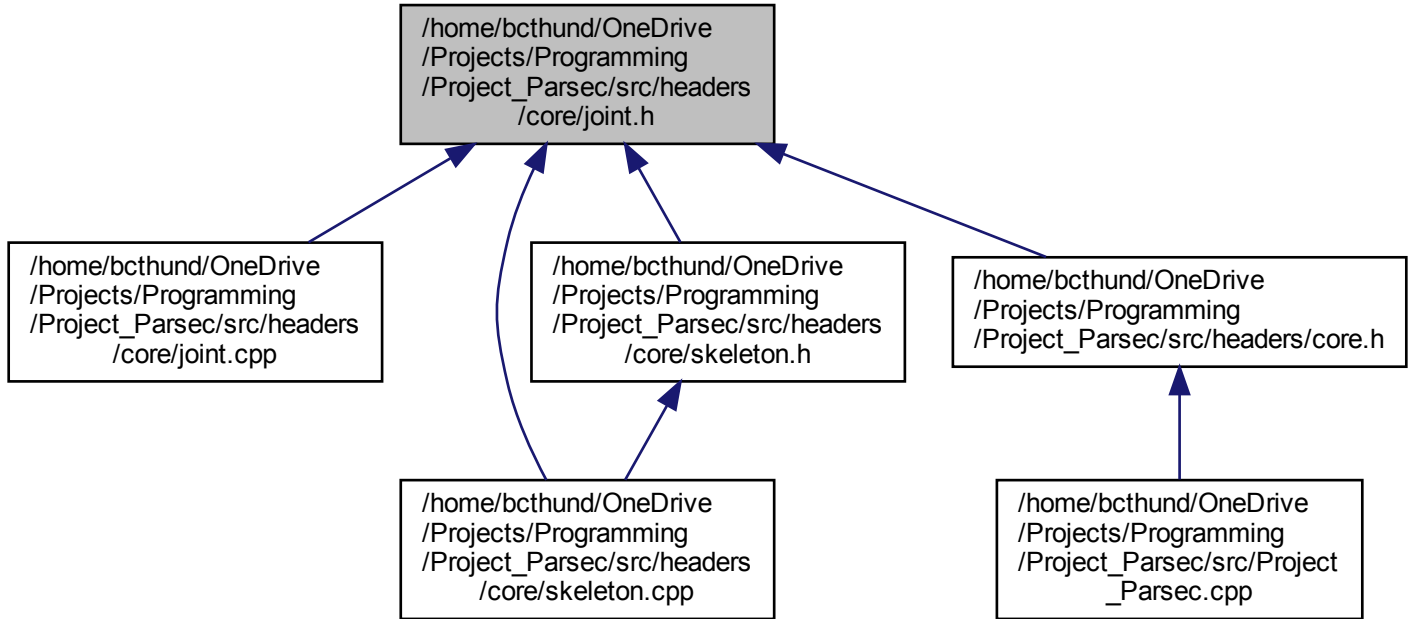 /home/bcthund/OneDrive
/Projects/Programming
/Project_Parsec/src/headers
/core/joint.h
/home/bcthund/OneDrive
/Projects/Programming
/Project_Parsec/src/headers
/core/joint.cpp
/home/bcthund/OneDrive
/Projects/Programming
/Project_Parsec/src/headers
/core/skeleton.h
/home/bcthund/OneDrive
/Projects/Programming
/Project_Parsec/src/headers/core.h
/home/bcthund/OneDrive
/Projects/Programming
/Project_Parsec/src/headers
/core/skeleton.cpp
/home/bcthund/OneDrive
/Projects/Programming
/Project_Parsec/src/Project
_Parsec.cpp